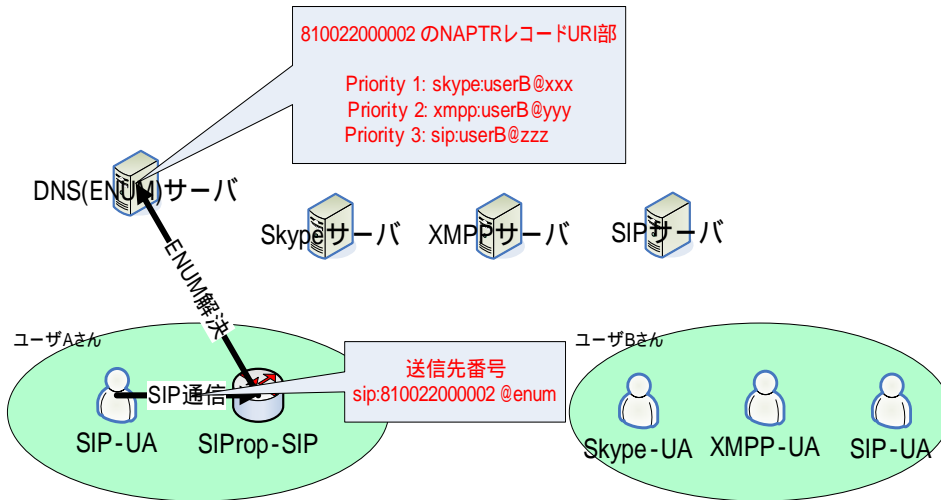 810022000002 のNAPTRレコードURI部
Priority 1: skype:userB@xxx
Priority 2: xmpp:userB@yyy
Priority 3: sip:userB@zzz
DNS(ENUM)サーバ
Skypeサーバ
XMPPサーバ
SIPサーバ
ENUM解決
ユーザAさん
ユーザBさん
送信先番号
sip:810022000002 @enum
SIP通信
SIP-UA
SIProp-SIP
Skype-UA
XMPP-UA
SIP-UA